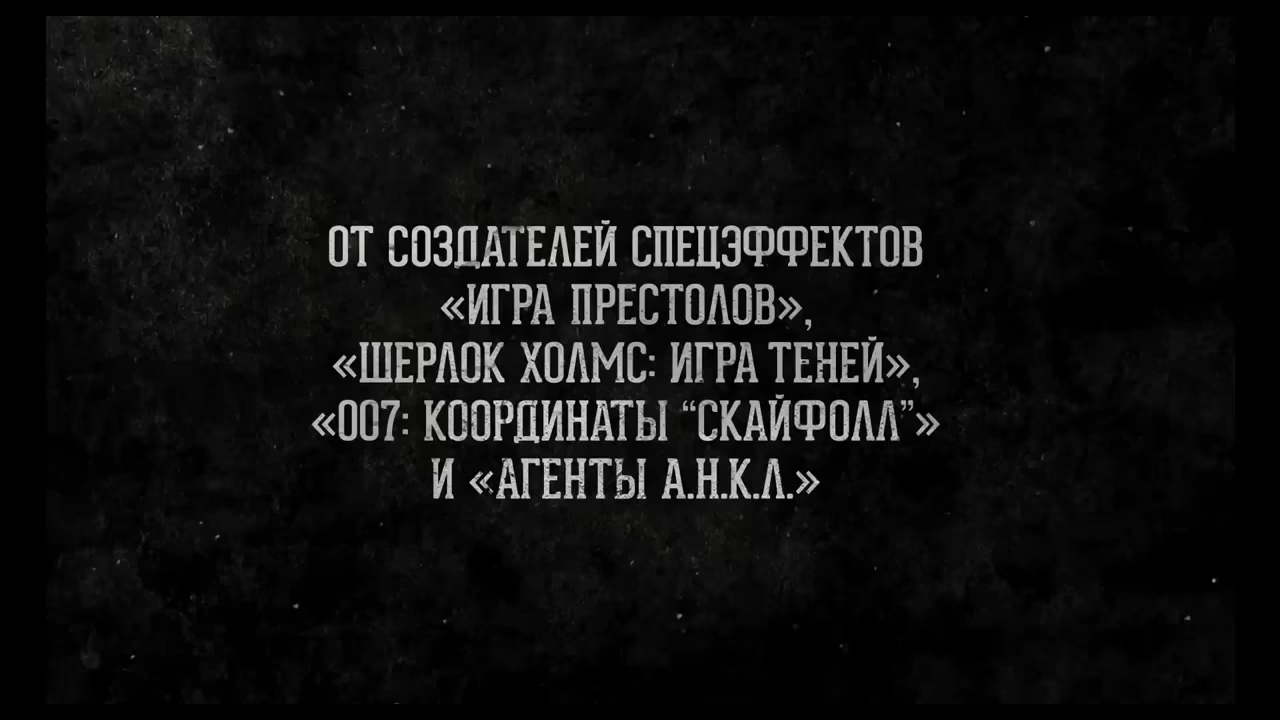 ОТ СОЗДАТЕЛЕЙ СПЕЦЭФФЕКТОВ
«ИГРА ПРЕСТОЛОВ»,
«ШЕРЛОК ХОЛМС: ИГРА ТЕНЕЙ»,
«007: КООРДИНАТЫ “СКАЙФОЛЛ”»
И «АГЕНТЫ А.Н.К.Л.»